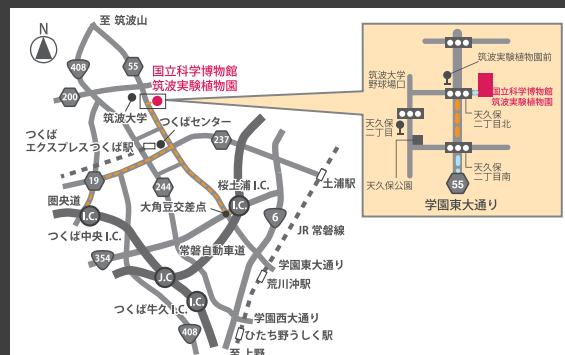 N
至 筑波山
408
55
国立科学博物館
筑波実験植物園
200
筑波大学
つくばセンター
つくば
エクスプレスつくば駅
237
19
244
桜土浦 I.C.
土浦駅
圏央道
I.C.
大角豆交差点
I.C.
6
つくば中央 I.C.
JR 常磐線
常磐自動車道
354
学園東大通り
J.C
荒川沖駅
I.C.
つくば牛久 I.C.
学園西大通り
408
ひたち野うしく駅
至 上野
筑波実験植物園前
筑波大学
野球場口
国立科学博物館
筑波実験植物園
天久保
二丁目
天久保
二丁目北
天久保公園
天久保
二丁目南
55
学園東大通り